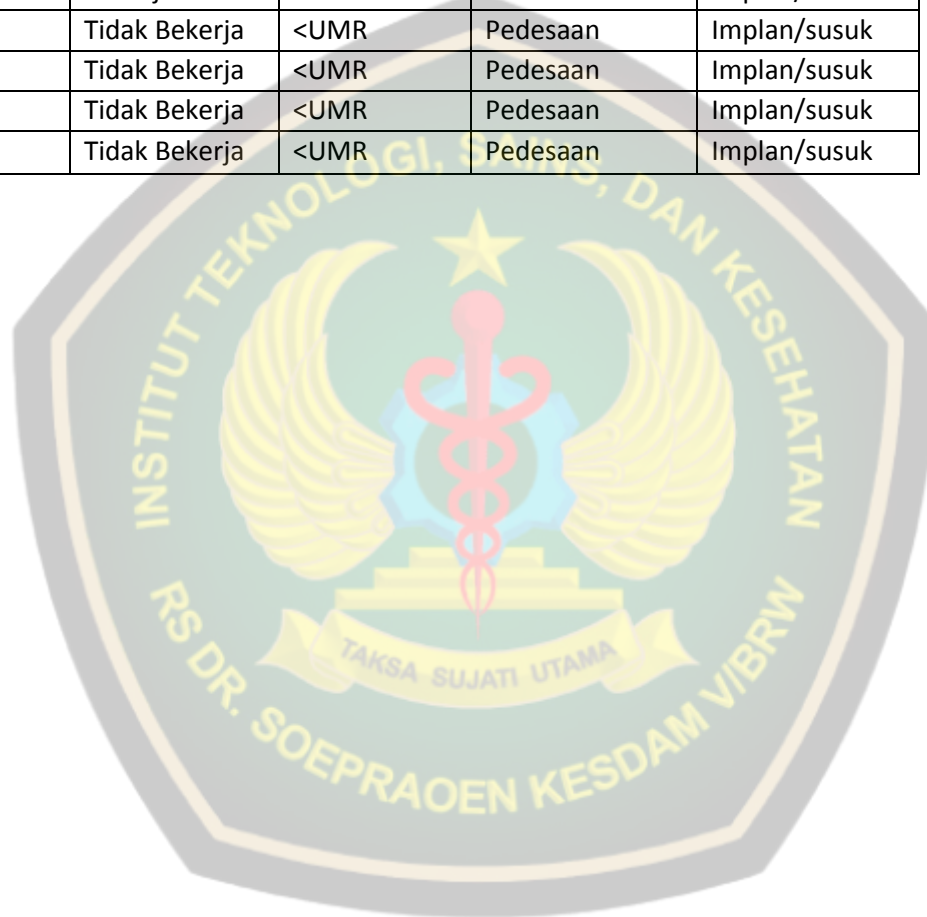 Tidak Bekerja <UMR Pedesaan Implan/susuk
Tidak Bekerja <UMR Pedesaan Implan/susuk
Tidak Bekerja <UMR Pedesaan Implan/susuk
Tidak Bekerja <UMR Pedesaan Implan/susuk
INSTITUT TEKNOLOGI, SAINS, DAN KESEHATAN
TAKSA SUJATI UTAMA
RS DR. SOEPRAOEN KESDAM V/BRW